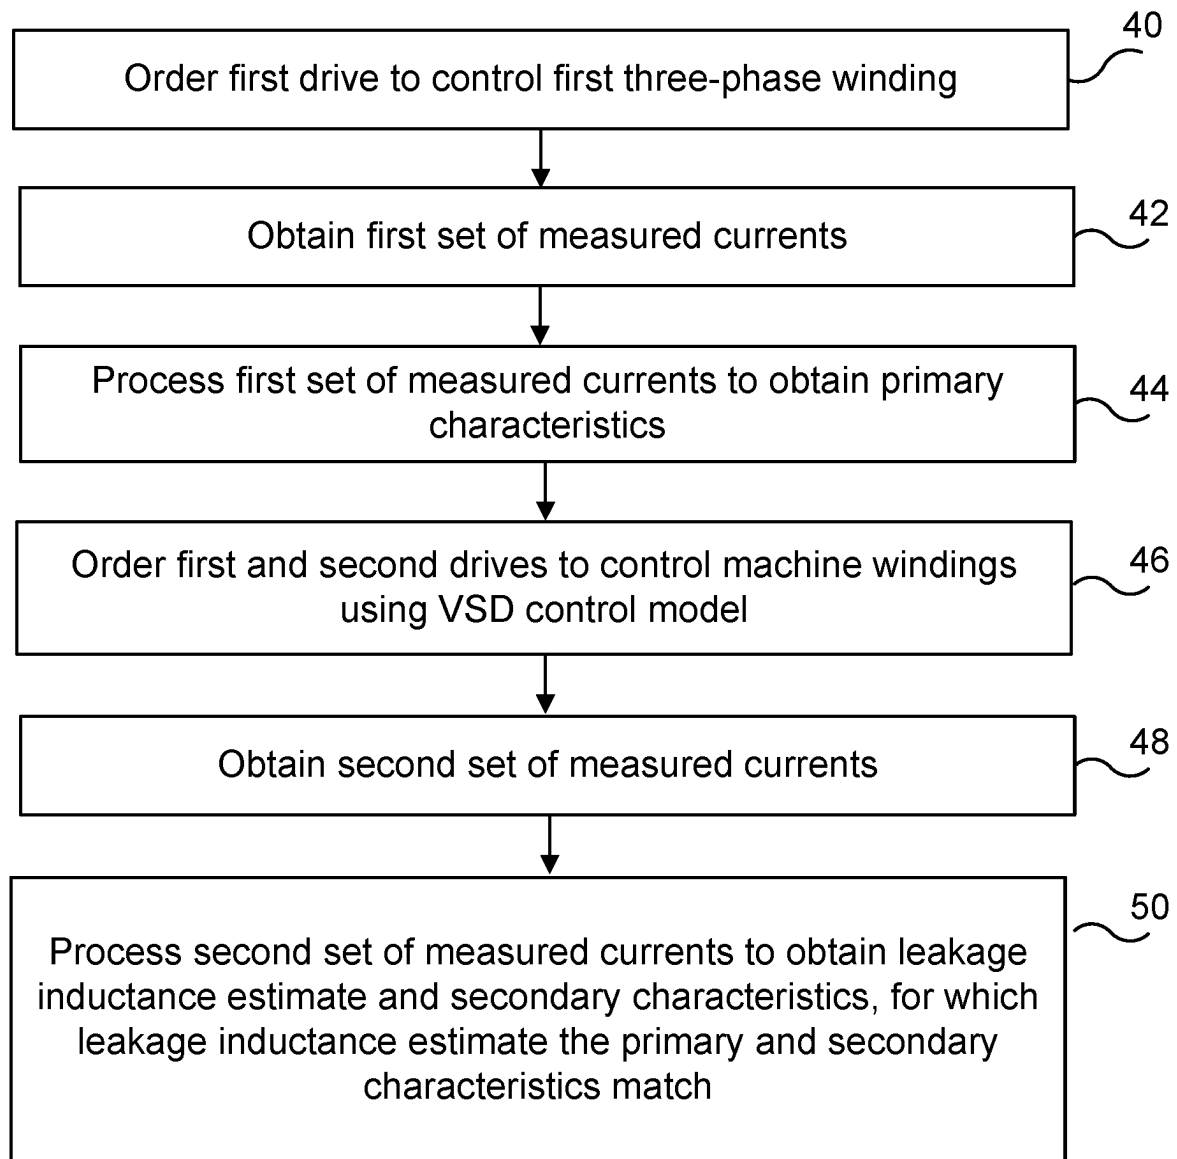 40
Order first drive to control first three-phase winding
42
Obtain first set of measured currents
44
Process first set of measured currents to obtain primary
characteristics
46
Order first and second drives to control machine windings
using VSD control model
48
Obtain second set of measured currents
50
Process second set of measured currents to obtain leakage
inductance estimate and secondary characteristics, for which
leakage inductance estimate the primary and secondary
characteristics match